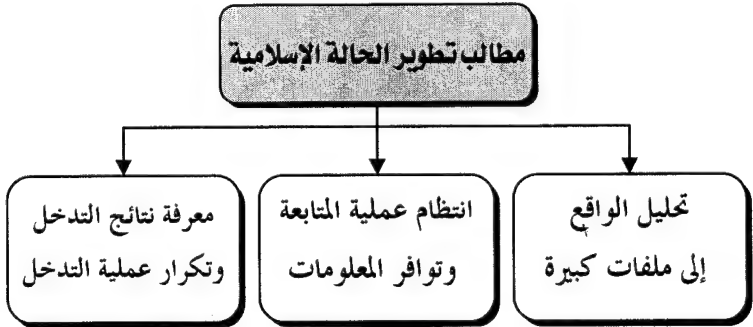 مطالب تطوير الحالة الإسلامية
تحليل الواقع
إلى ملفات كبيرة
انتظام عملية المتابعة
وتوافر المعلومات
معرفة نتائج التدخل
وتكرار عملية التدخل